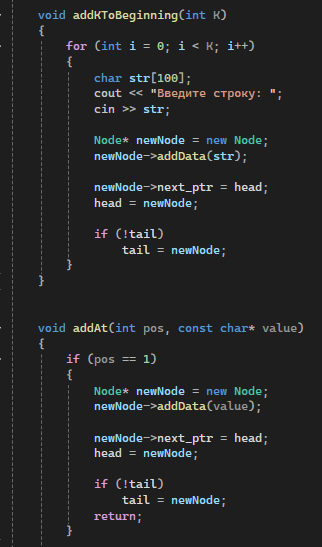 void addKToBeginning(int K)
{
for (int i = 0; i < K; i++)
{
char str[100];
cout << "Введите строку: ";
cin >> str;
Node* newNode = new Node;
newNode->addData(str);
newNode->next_ptr = head;
head = newNode;
if (!tail)
tail = newNode;
}
}
void addAt(int pos, const char* value)
{
if (pos == 1)
{
Node* newNode = new Node;
newNode->addData(value);
newNode->next_ptr = head;
head = newNode;
if (!tail)
tail = newNode;
return;
}